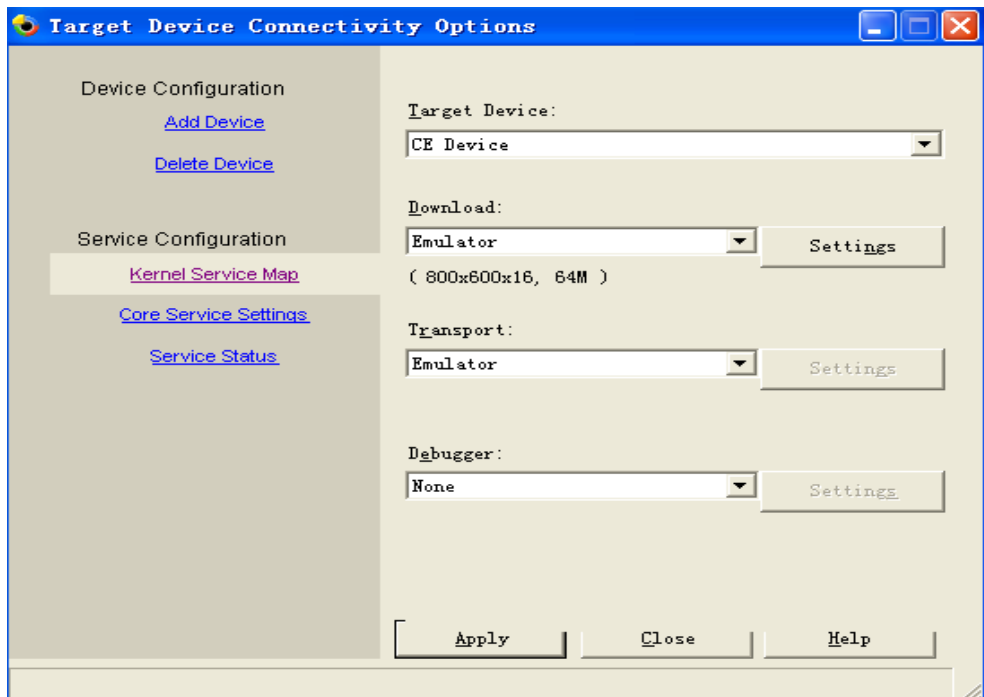 Target Device Connectivity Options
Device Configuration
Add Device
Delete Device
Service Configuration
Kernel Service Map
Core Service Settings
Service Status
Target Device:
CE Device
Download:
Emulator
Settings
( 800x600x16, 64M )
Transport:
Emulator
Settings
Debugger:
None
Settings
Apply
Close
Help